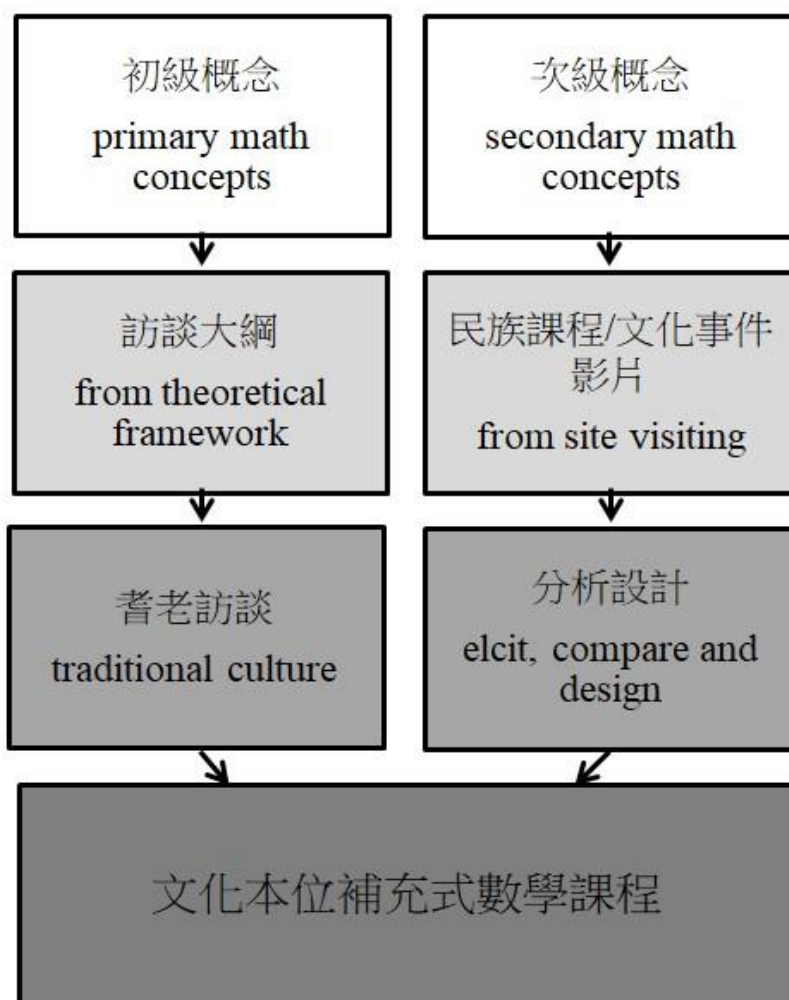 初級概念
primary math
concepts
次級概念
secondary math
concepts
訪談大綱
from theoretical
framework
民族課程/文化事件
影片
from site visiting
耆老訪談
traditional culture
分析設計
elcit, compare and
design
文化本位補充式數學課程